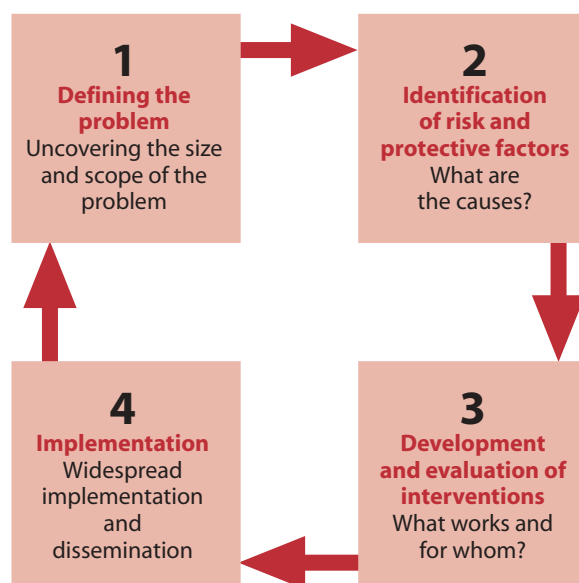 1
Defining the
problem
Uncovering the size
and scope of the
problem
2
Identification
of risk and
protective factors
What are
the causes?
3
Development
and evaluation of
interventions
What works and
for whom?
4
Implementation
Widespread
implementation
and
dissemination